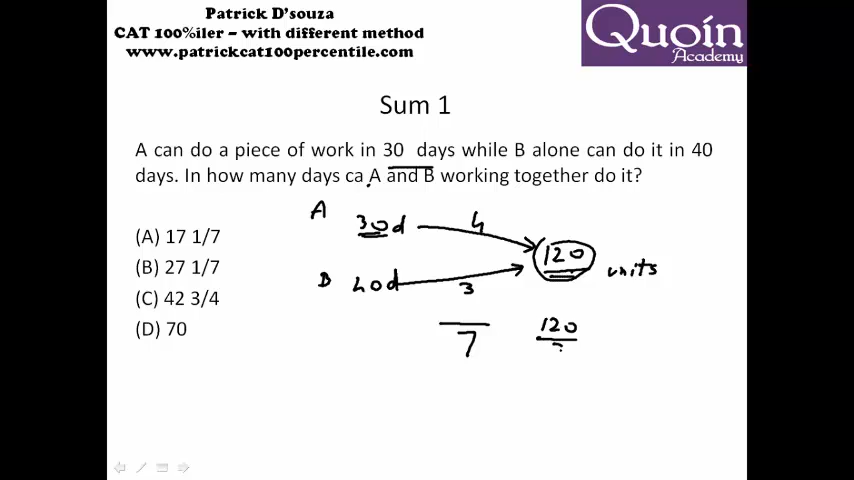 Patrick D'souza
CAT 100%iler – with different method
www.patrickcat100percentile.com
Quoin
Academy
Sum 1
A can do a piece of work in 30 days while B alone can do it in 40
days. In how many days ca A and B working together do it?
(A) 17 1/7
(B) 27 1/7
(C) 42 3/4
(D) 70
A 30d 4 120 units
B 40d 3
7 120